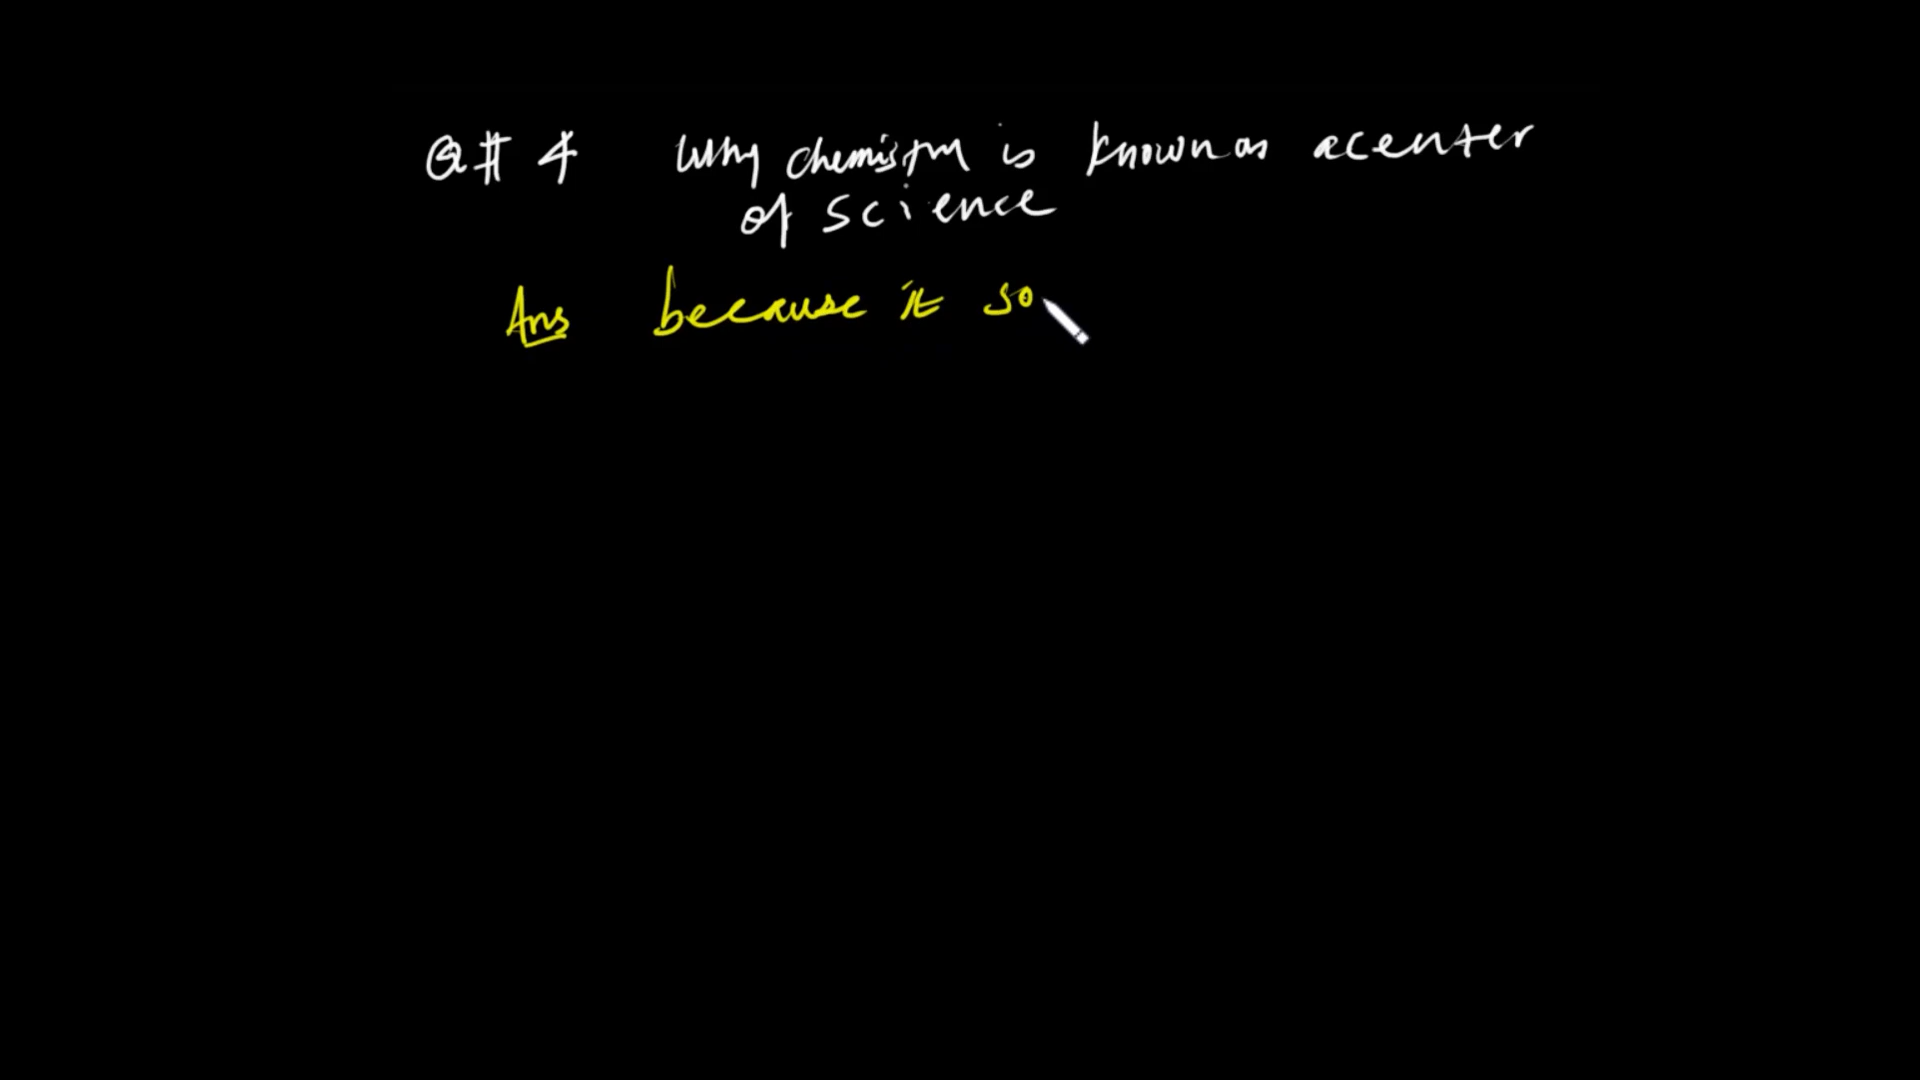 Q # 4 Why chemistry is known as a center
of science
Ans because it so